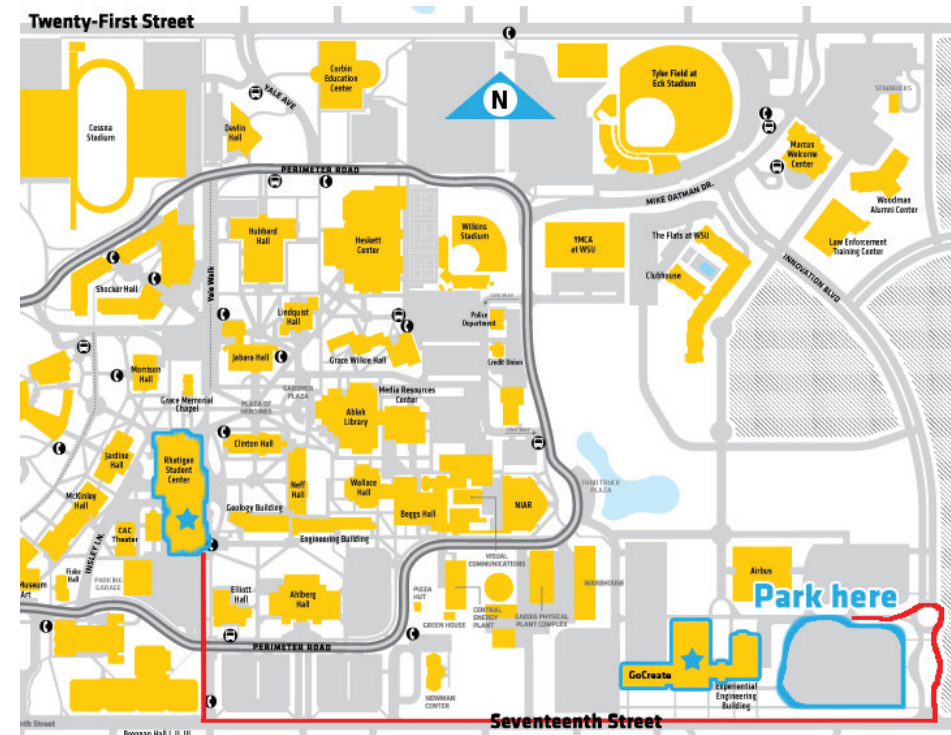 Twenty-First Street
Corbin
Education
Center
N
Tyler Field at
Eck Stadium
STARBUCKS
YALE AVE
Cessna
Stadium
Devlin
Hall
Marcus
Welcome
Center
PERIMETER ROAD
MIKE OATMAN DR.
Woodman
Alumni Center
Hubbard
Hall
Heskett
Center
Wilkins
Stadium
YMCA
at WSU
The Flats at WSU
Law Enforcement
Training Center
Clubhouse
INNOVATION BLVD
Shocker Hall
Yale Walk
ONE WAY
Lindquist
Hall
Police
Department
Jabara Hall
Grace Wilkie Hall
Credit Union
Morrison
Hall
Grace Memorial
Chapel
PLAZA OF
HEROINES
GARDNER
PLAZA
Media Resources
Center
Ablah
Library
ONE WAY
Clinton Hall
Rhatigan
Student
Center
Jardine
Hall
McKinley
Hall
Neff
Hall
Wallace
Hall
FOOD TRUCK
PLAZA
Geology Building
Beggs Hall
NIAR
CAC
Theater
INSLEY LN.
Engineering Building
VISUAL
COMMUNICATIONS
Fiske
Hall
Museum
Art
PARKING
GARAGE
Elliott
Hall
Ahlberg
Hall
PIZZA
HUT
GREEN HOUSE
CENTRAL
ENERGY
PLANT
GADDIS PHYSICAL
PLANT COMPLEX
WAREHOUSE
Airbus
Park here
PERIMETER ROAD
NEWMAN
CENTER
GoCreate
Experiential
Engineering
Building
nth Street
Seventeenth Street
Brennan Hall I, II, III